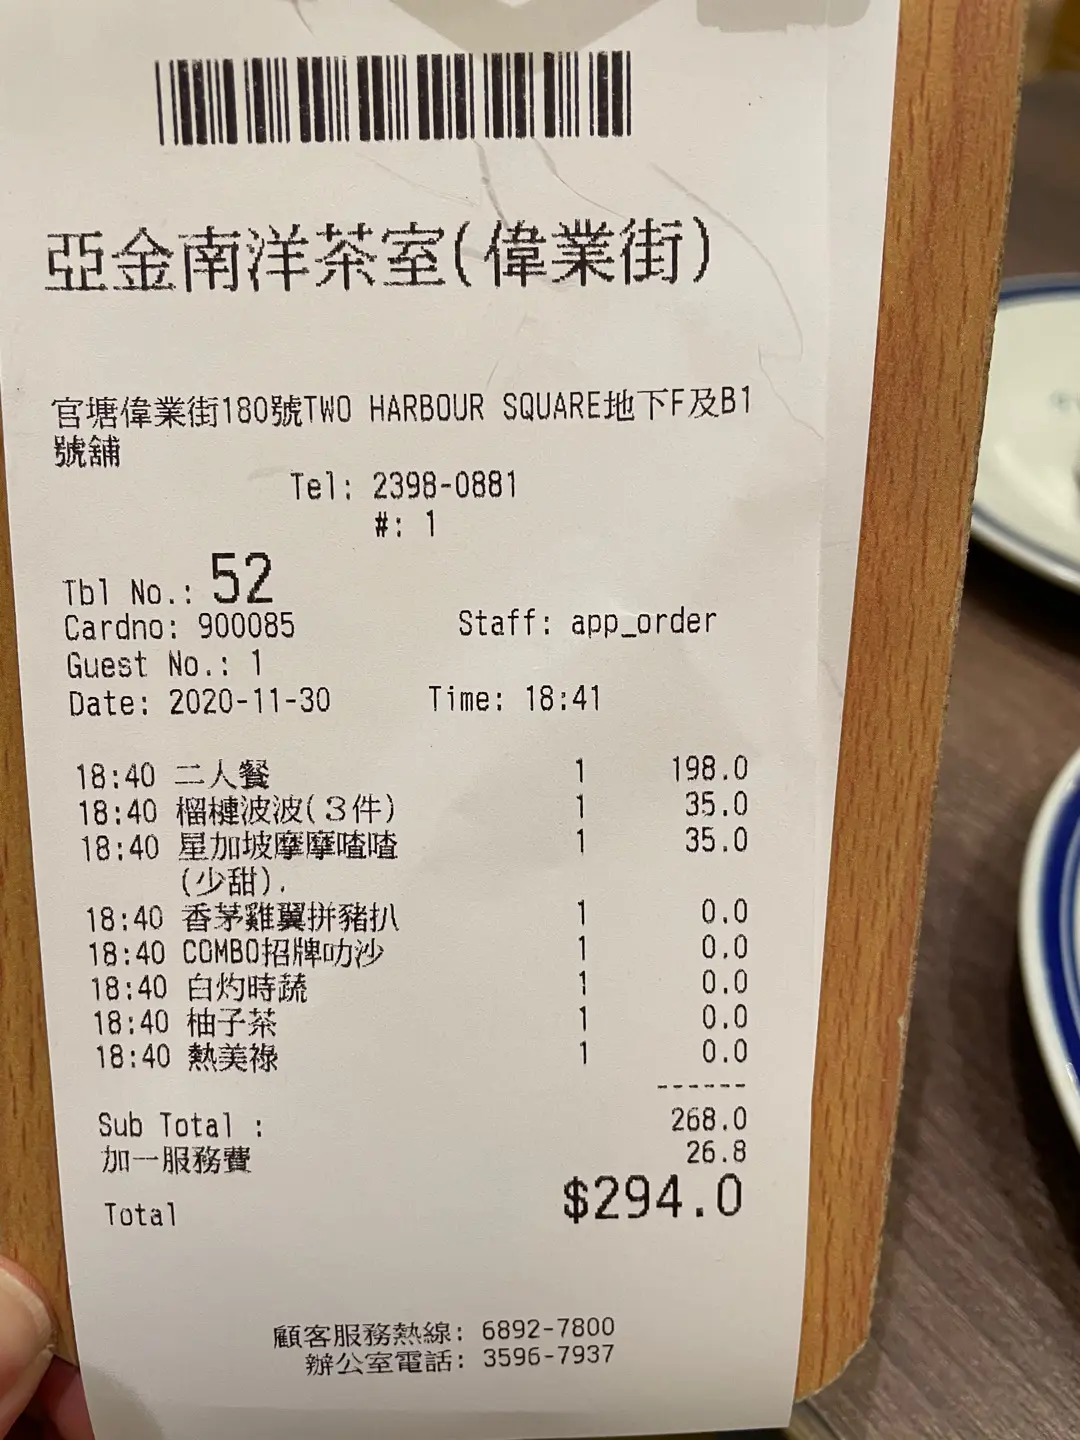 亞金南洋茶室(偉業街)
官塘偉業街180號TWO HARBOUR SQUARE地下F及B1
號舖
Tel: 2398-0881
#: 1
Tbl No.: 52
Cardno: 900085 Staff: app_order
Guest No.: 1
Date: 2020-11-30 Time: 18:41
18:40 二人餐 1 198.0
18:40 榴槤波波(3件) 1 35.0
18:40 星加坡摩摩喳喳 1 35.0
(少甜).
18:40 香茅雞翼拼豬扒 1 0.0
18:40 COMBO招牌叻沙 1 0.0
18:40 白灼時蔬 1 0.0
18:40 柚子茶 1 0.0
18:40 熱美祿 1 0.0
------
Sub Total : 268.0
加一服務費 26.8
Total $294.0
顧客服務熱線: 6892-7800
辦公室電話: 3596-7937